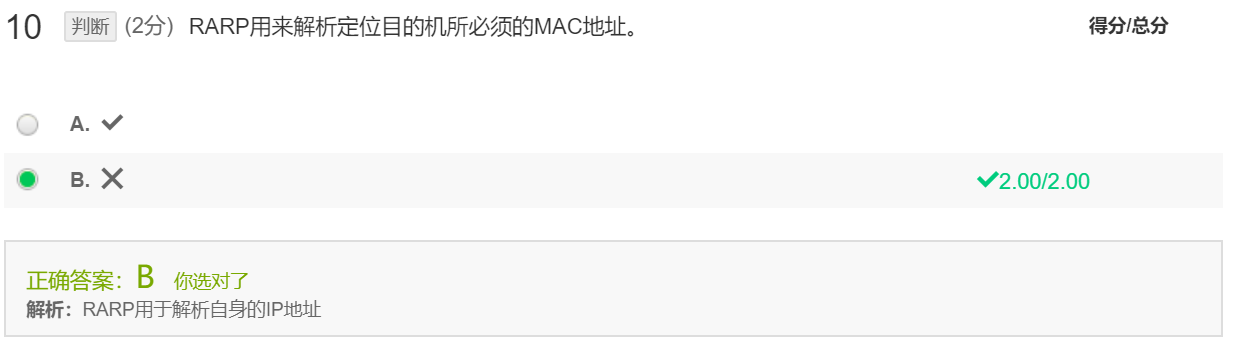 10 判断 (2分) RARP用来解析定位目的机所必须的MAC地址。 得分/总分
A.
B. 2.00/2.00
正确答案：B 你选对了
解析：RARP用于解析自身的IP地址